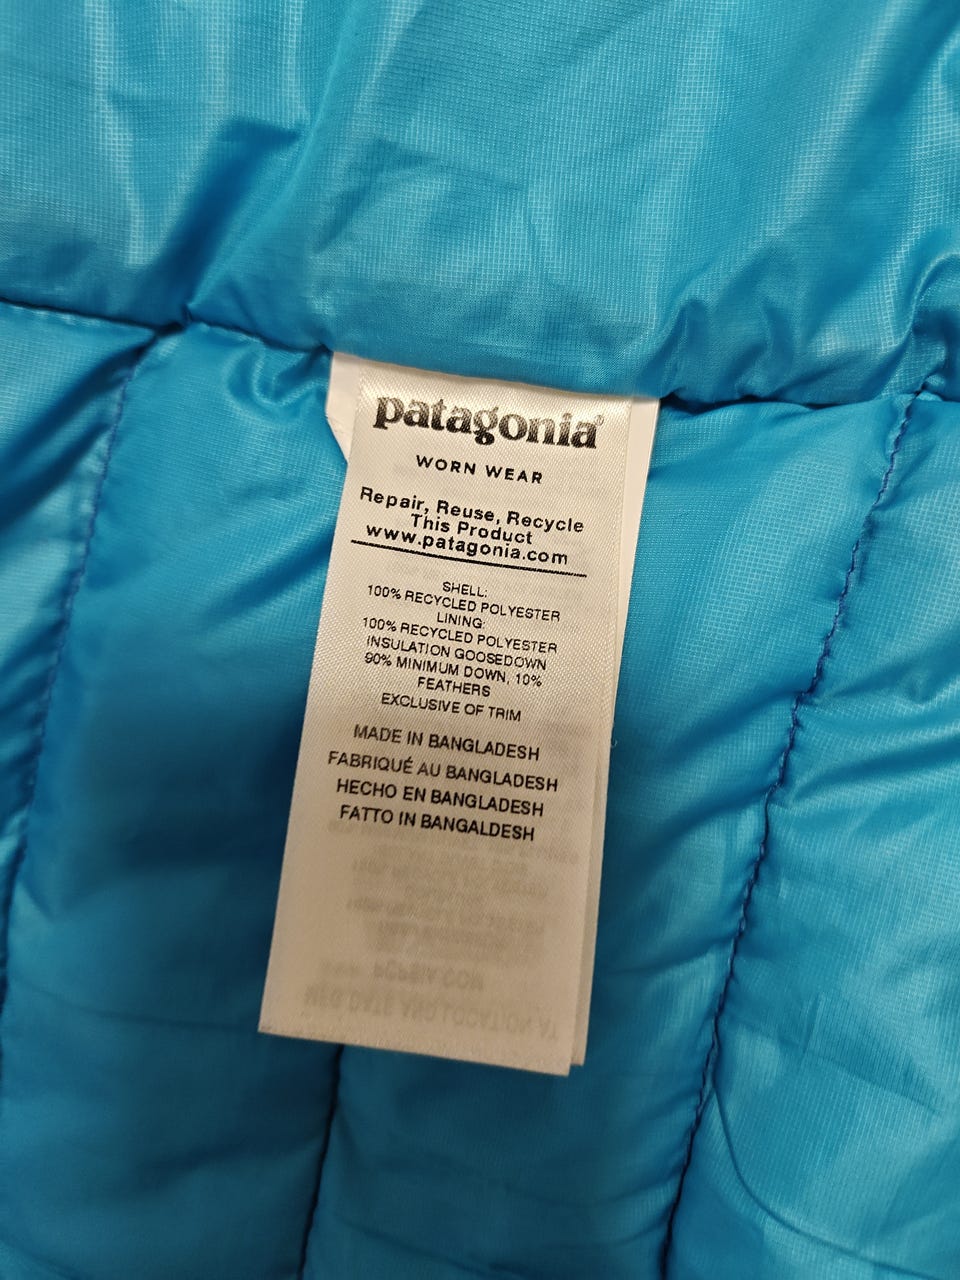 patagonia®
WORN WEAR
Repair, Reuse, Recycle
This Product
www.patagonia.com
SHELL:
100% RECYCLED POLYESTER
LINING:
100% RECYCLED POLYESTER
INSULATION GOOSEDOWN
90% MINIMUM DOWN, 10%
FEATHERS
EXCLUSIVE OF TRIM
MADE IN BANGLADESH
FABRIQUÉ AU BANGLADESH
HECHO EN BANGLADESH
FATTO IN BANGALDESH